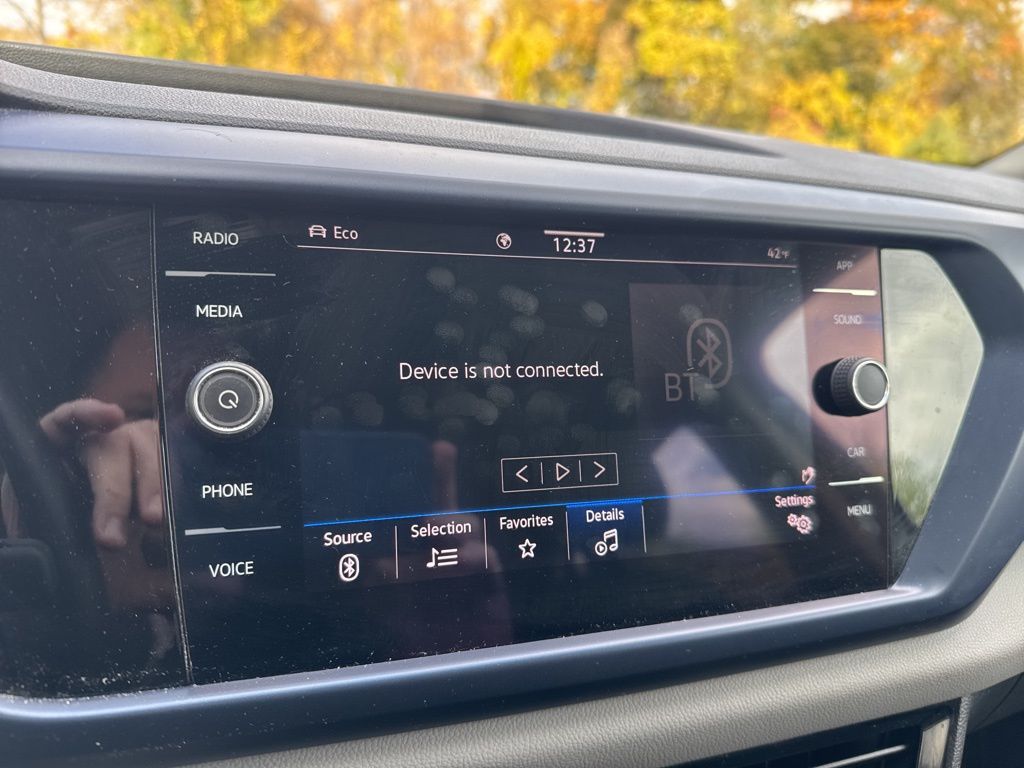 RADIO
MEDIA
PHONE
VOICE
Eco
12:37
42°F
Device is not connected.
BT
Source
Selection
Favorites
Details
Settings
APP
SOUND
CAR
MENU